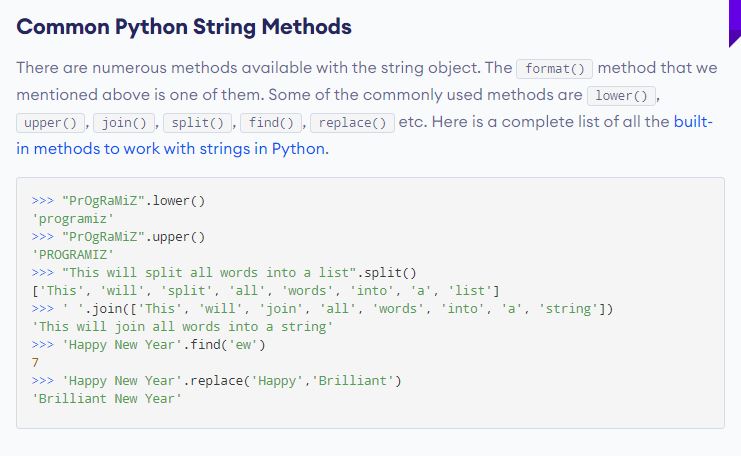 Common Python String Methods
There are numerous methods available with the string object. The format() method that we
mentioned above is one of them. Some of the commonly used methods are lower(),
upper(), join(), split(), find(), replace() etc. Here is a complete list of all the built-
in methods to work with strings in Python.
>>> "PrOgRaMiZ".lower()
'programiz'
>>> "PrOgRaMiZ".upper()
'PROGRAMIZ'
>>> "This will split all words into a list".split()
['This', 'will', 'split', 'all', 'words', 'into', 'a', 'list']
>>> ' '.join(['This', 'will', 'join', 'all', 'words', 'into', 'a', 'string'])
'This will join all words into a string'
>>> 'Happy New Year'.find('ew')
7
>>> 'Happy New Year'.replace('Happy','Brilliant')
'Brilliant New Year'